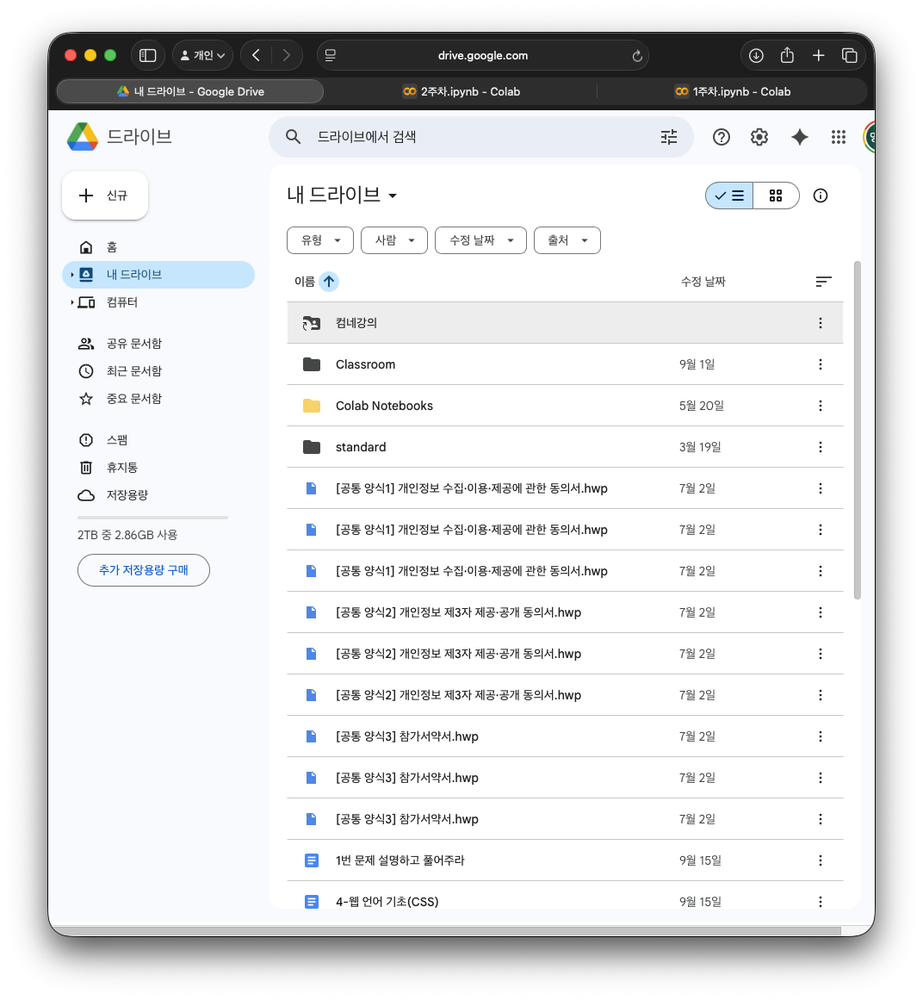 개인
drive.google.com
내 드라이브 - Google Drive
2주차.ipynb - Colab
1주차.ipynb - Colab
드라이브
드라이브에서 검색
신규
홈
내 드라이브
컴퓨터
공유 문서함
최근 문서함
중요 문서함
스팸
휴지통
저장용량
2TB 중 2.86GB 사용
추가 저장용량 구매
내 드라이브
유형
사람
수정 날짜
출처
이름
수정 날짜
컴네강의
Classroom 9월 1일
Colab Notebooks 5월 20일
standard 3월 19일
[공통 양식1] 개인정보 수집·이용·제공에 관한 동의서.hwp 7월 2일
[공통 양식1] 개인정보 수집·이용·제공에 관한 동의서.hwp 7월 2일
[공통 양식1] 개인정보 수집·이용·제공에 관한 동의서.hwp 7월 2일
[공통 양식2] 개인정보 제3자 제공·공개 동의서.hwp 7월 2일
[공통 양식2] 개인정보 제3자 제공·공개 동의서.hwp 7월 2일
[공통 양식2] 개인정보 제3자 제공·공개 동의서.hwp 7월 2일
[공통 양식3] 참가서약서.hwp 7월 2일
[공통 양식3] 참가서약서.hwp 7월 2일
[공통 양식3] 참가서약서.hwp 7월 2일
1번 문제 설명하고 풀어주라 9월 15일
4-웹 언어 기초(CSS) 9월 15일